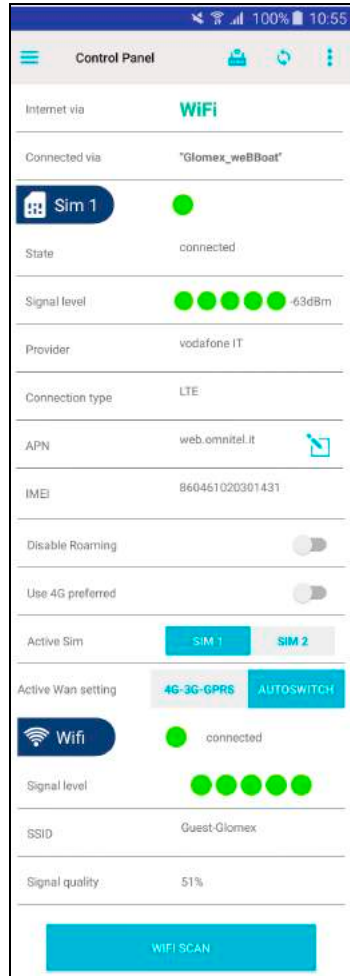 100% 10:55
Control Panel
Internet via WiFi
Connected via "Glomex_weBBoat"
Sim 1
State connected
Signal level -63dBm
Provider vodafone IT
Connection type LTE
APN web.omnitel.it
IMEI 860461020301431
Disable Roaming
Use 4G preferred
Active Sim SIM 1 SIM 2
Active Wan setting 4G-3G-GPRS AUTOSWITCH
Wifi connected
Signal level
SSID Guest-Glomex
Signal quality 51%
WIFI SCAN